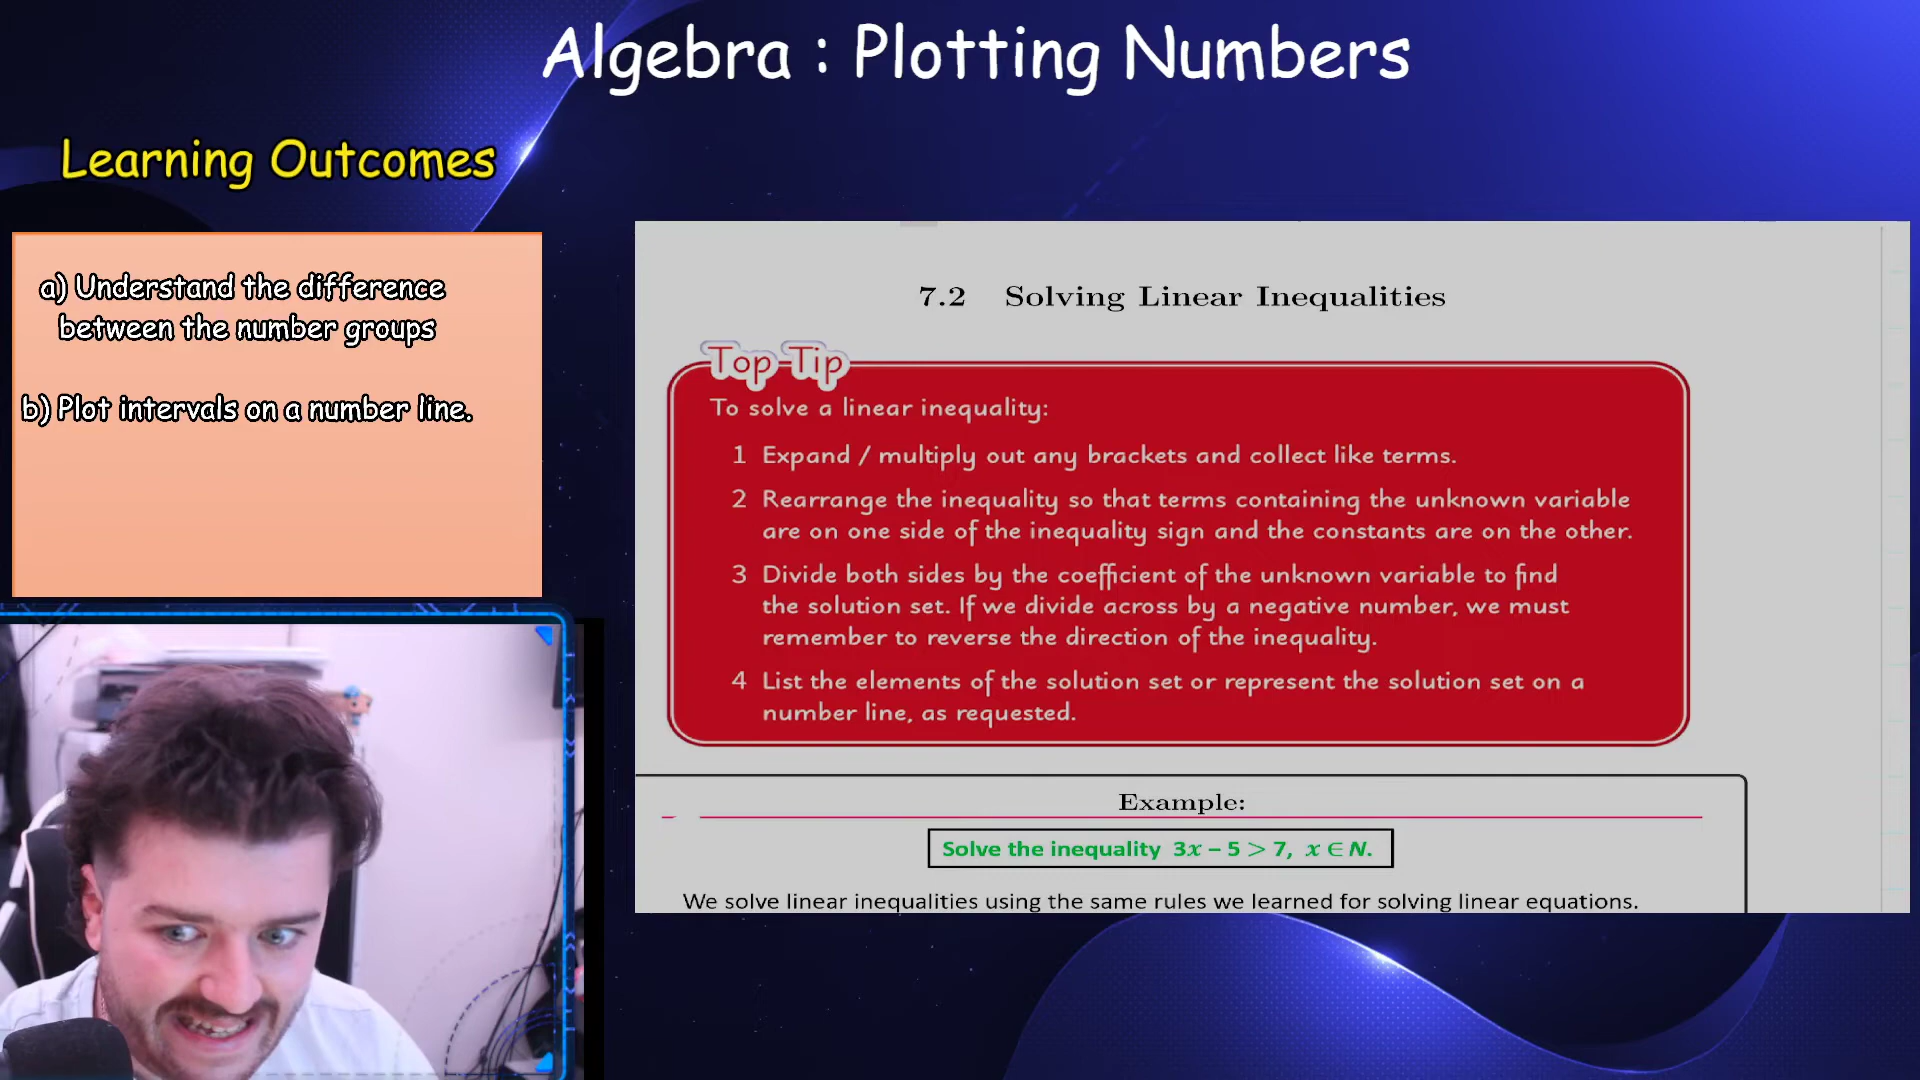 Algebra : Plotting Numbers
Learning Outcomes
a) Understand the difference
between the number groups
b) Plot intervals on a number line.
7.2 Solving Linear Inequalities
Top Tip
To solve a linear inequality:
1 Expand / multiply out any brackets and collect like terms.
2 Rearrange the inequality so that terms containing the unknown variable
are on one side of the inequality sign and the constants are on the other.
3 Divide both sides by the coefficient of the unknown variable to find
the solution set. If we divide across by a negative number, we must
remember to reverse the direction of the inequality.
4 List the elements of the solution set or represent the solution set on a
number line, as requested.
Example:
Solve the inequality 3x – 5 > 7, x ∈ N.
We solve linear inequalities using the same rules we learned for solving linear equations.